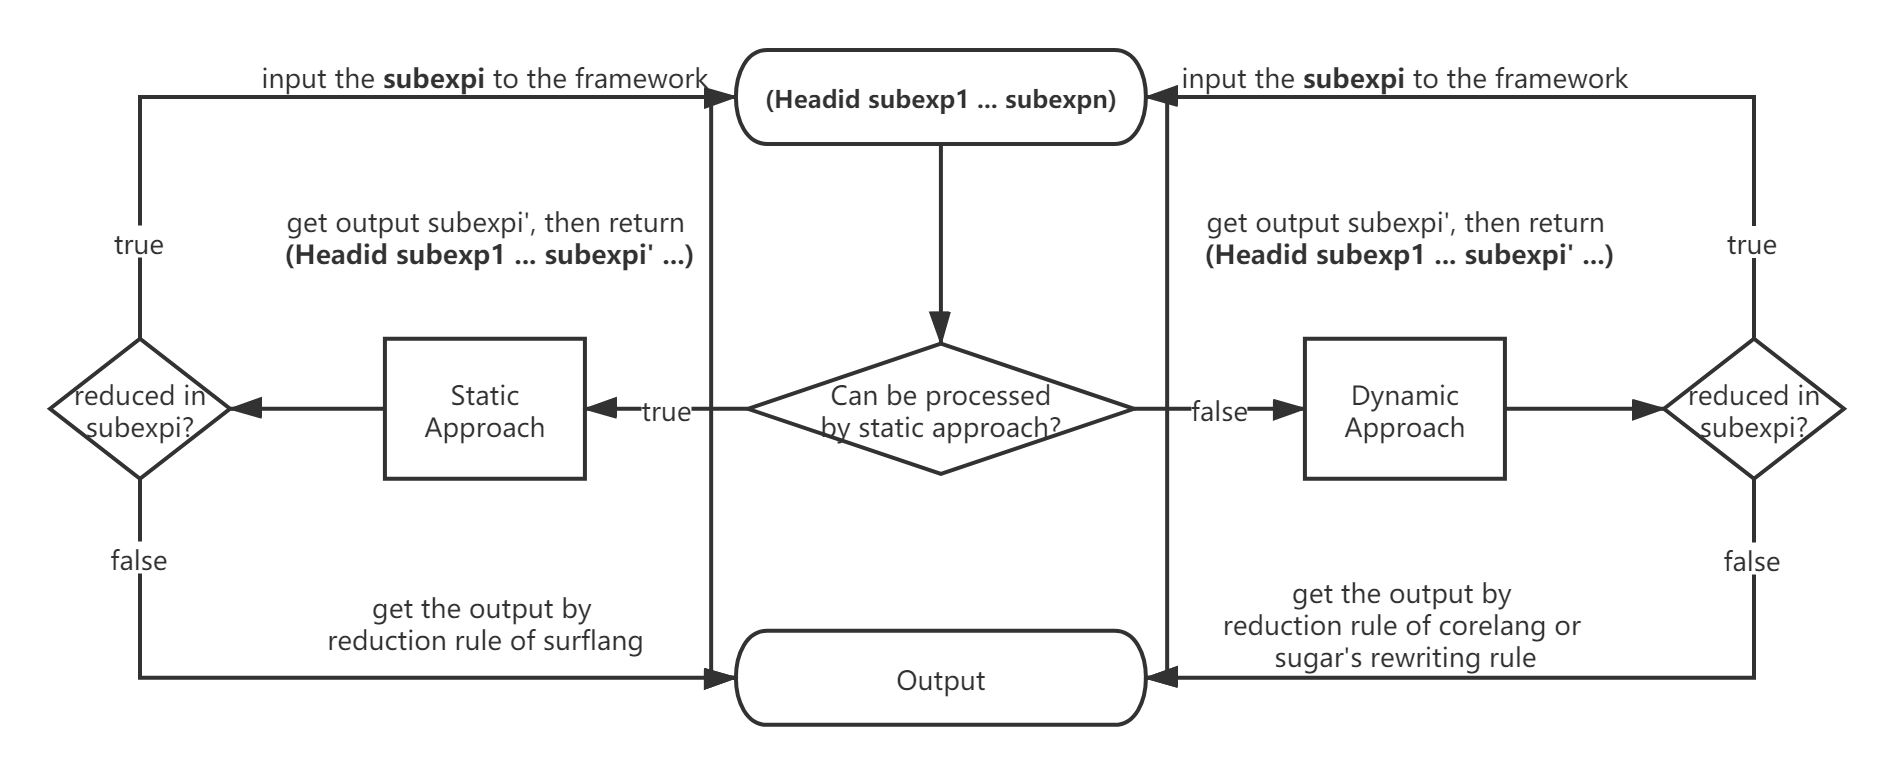 input the subexpi to the framework
(Headid subexp1 ... subexpn)
input the subexpi to the framework
get output subexpi', then return
(Headid subexp1 ... subexpi' ...)
get output subexpi', then return
(Headid subexp1 ... subexpi' ...)
true
true
reduced in
subexpi?
Static
Approach
true
Can be processed
by static approach?
false
Dynamic
Approach
reduced in
subexpi?
false
false
get the output by
reduction rule of surflang
get the output by
reduction rule of corelang or
sugar's rewriting rule
Output